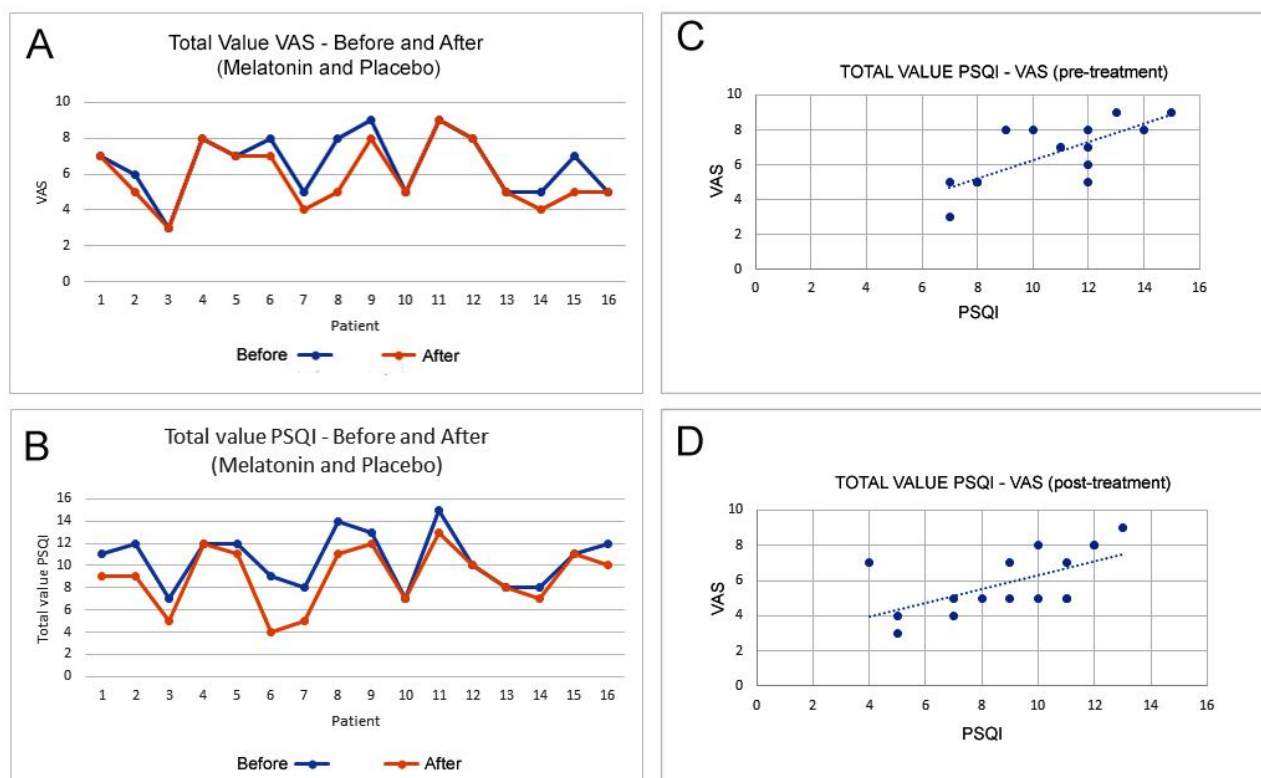 A
Total Value VAS - Before and After
(Melatonin and Placebo)
10
8
6
4
2
0
VAS
1 2 3 4 5 6 7 8 9 10 11 12 13 14 15 16
Patient
Before After
B
Total value PSQI - Before and After
(Melatonin and Placebo)
16
14
12
10
8
6
4
2
0
Total value PSQI
1 2 3 4 5 6 7 8 9 10 11 12 13 14 15 16
Patient
Before After
C
TOTAL VALUE PSQI - VAS (pre-treatment)
10
8
6
4
2
0
VAS
0 2 4 6 8 10 12 14 16
PSQI
D
TOTAL VALUE PSQI - VAS (post-treatment)
10
8
6
4
2
0
VAS
0 2 4 6 8 10 12 14 16
PSQI